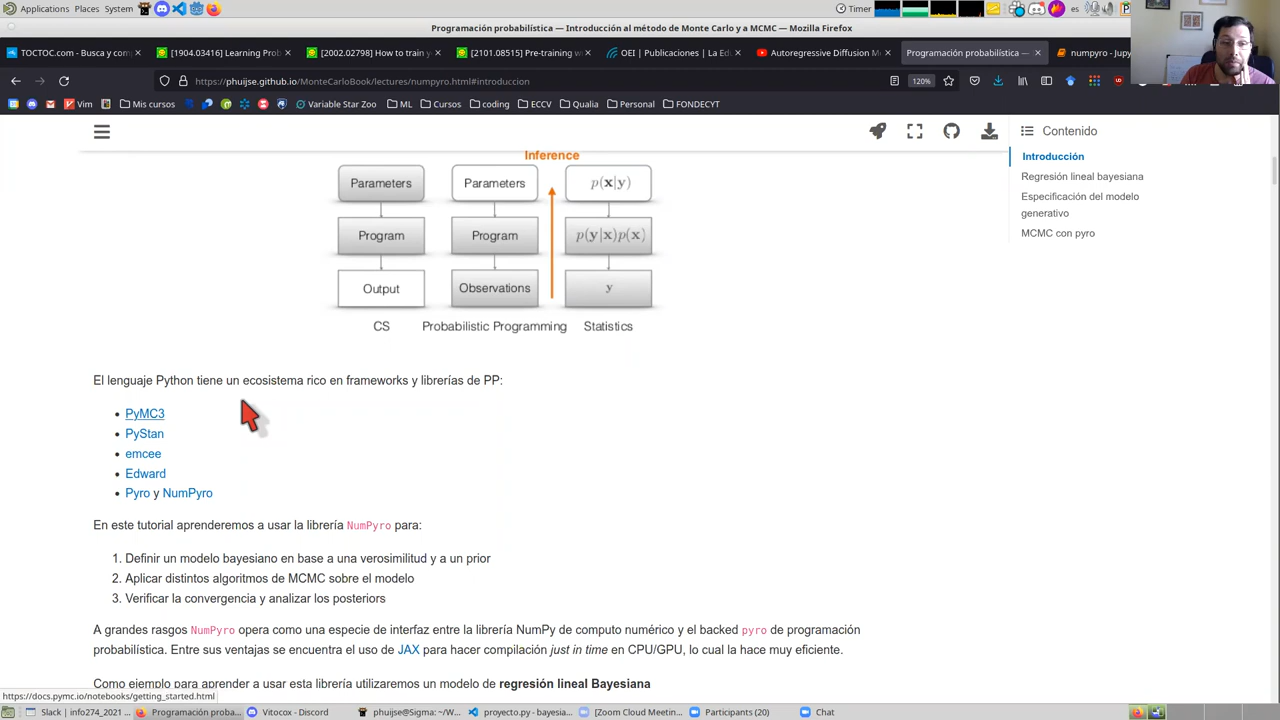 Applications Places System
Timer
es
Programación probabilística — Introducción al método de Monte Carlo y a MCMC — Mozilla Firefox
TOCTOC.com - Busca y com
[1904.03416] Learning Prob
[2002.02798] How to train y
[2101.08515] training w
OEI | Publicaciones | La Ed
Autoregressive Diffusion M
Programación probabilística —
numpyro - Jupy
https://phuijse.github.io/MonteCarloBook/lectures/numpyro.html#introduccion
120%
Vim
Mis cursos
Variable Star Zoo
ML
Cursos
coding
ECCV
Qualia
Personal
FONDECYT
Contenido
Introducción
Regresión lineal bayesiana
Especificación del modelo
generativo
MCMC con pyro
Inference
Parameters Parameters p(x|y)
Program Program p(y|x)p(x)
Output Observations y
CS Probabilistic Programming Statistics
El lenguaje Python tiene un ecosistema rico en frameworks y librerías de PP:
• PyMC3
• PyStan
• emcee
• Edward
• Pyro y NumPyro
En este tutorial aprenderemos a usar la librería NumPyro para:
1. Definir un modelo bayesiano en base a una verosimilitud y a un prior
2. Aplicar distintos algoritmos de MCMC sobre el modelo
3. Verificar la convergencia y analizar los posteriors
A grandes rasgos NumPyro opera como una especie de interfaz entre la librería NumPy de computo numérico y el backed pyro de programación
probabilística. Entre sus ventajas se encuentra el uso de JAX para hacer compilación just in time en CPU/GPU, lo cual la hace muy eficiente.
Como ejemplo para aprender a usar esta librería utilizaremos un modelo de regresión lineal Bayesiana
https://docs.pymc.io/notebooks/getting_started.html
Slack | info274_2021 ...
Programación proba...
Vitocox - Discord
phuijse@Sigma: ~/W...
proyecto.py - bayesia...
[Zoom Cloud Meetin...
Participants (20)
Chat